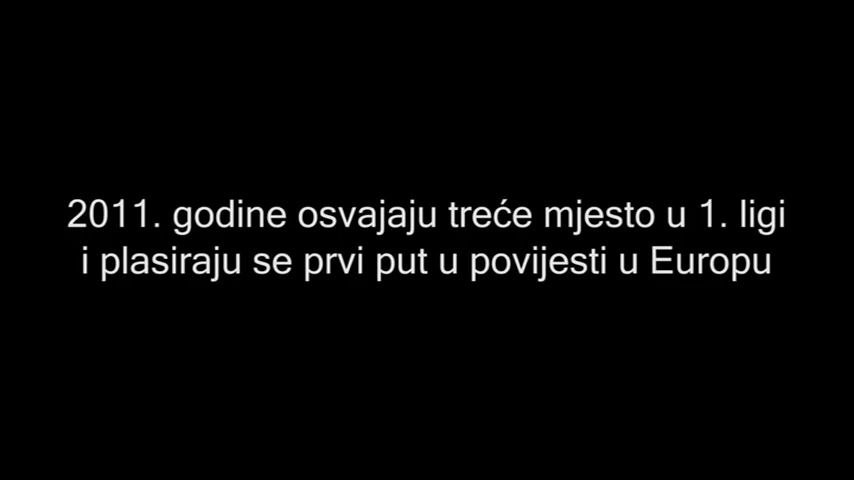 2011. godine osvajaju treće mjesto u 1. ligi
i plasiraju se prvi put u povijesti u Europu